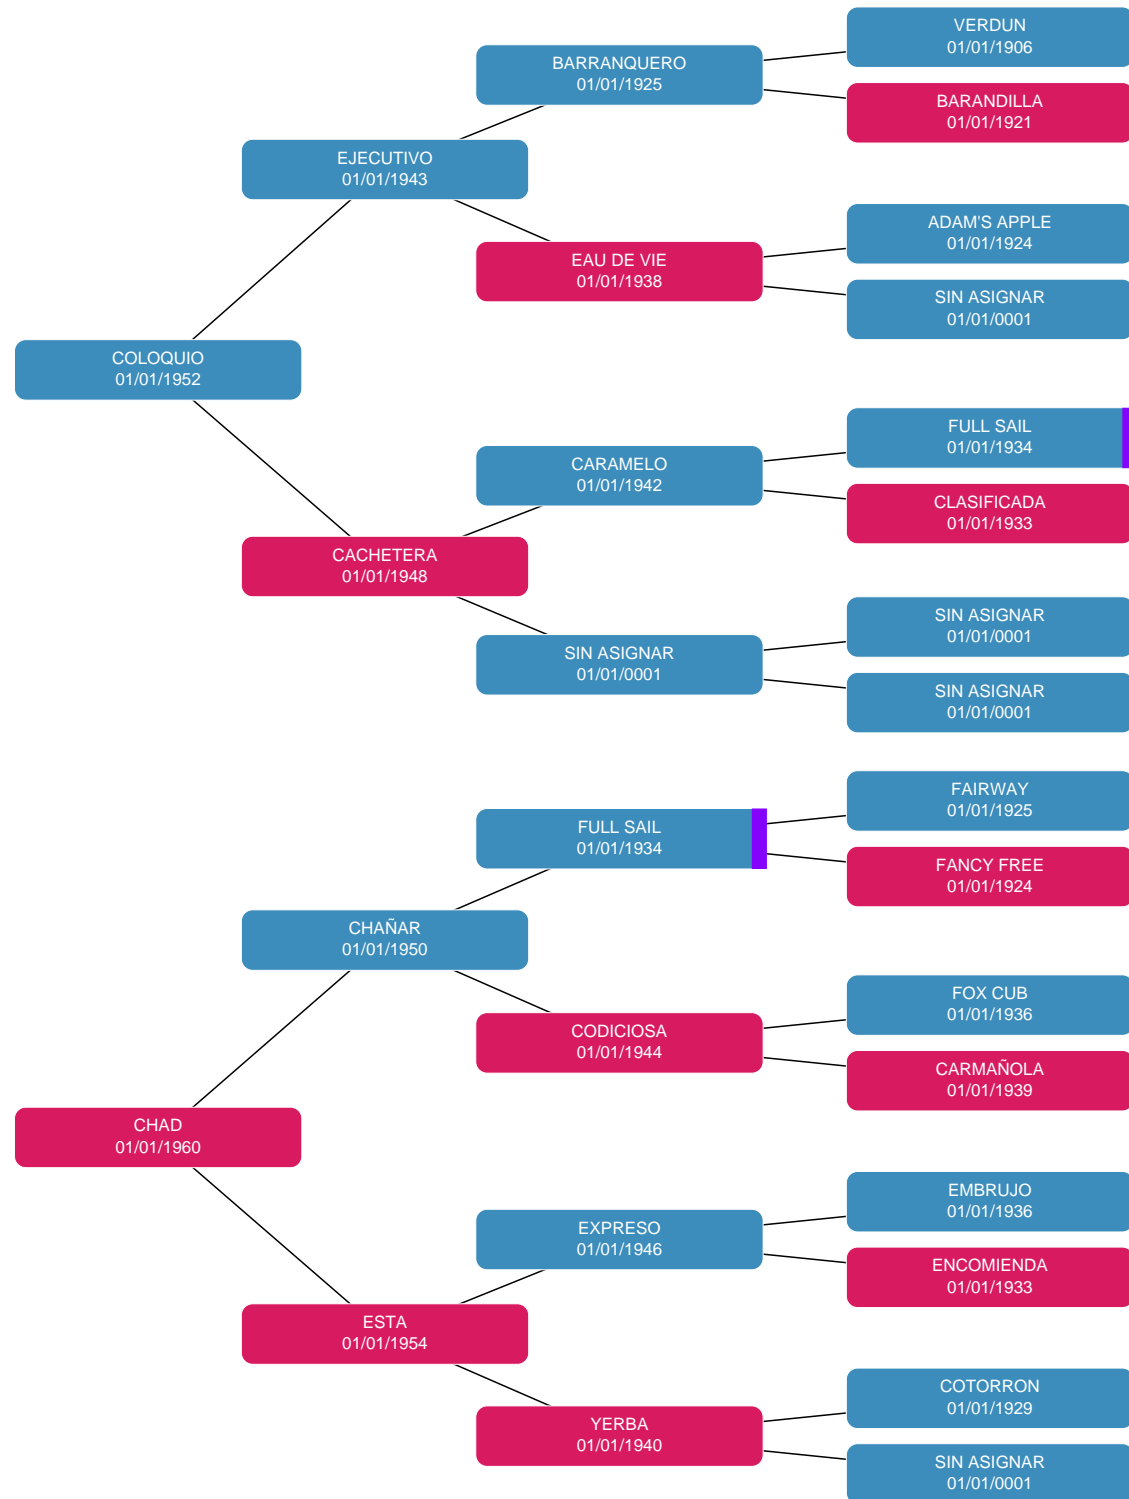 VERDUN
01/01/1906
BARRANQUERO
01/01/1925
BARANDILLA
01/01/1921
EJECUTIVO
01/01/1943
ADAM'S APPLE
01/01/1924
EAU DE VIE
01/01/1938
SIN ASIGNAR
01/01/0001
COLOQUIO
01/01/1952
FULL SAIL
01/01/1934
CARAMELO
01/01/1942
CLASIFICADA
01/01/1933
CACHETERA
01/01/1948
SIN ASIGNAR
01/01/0001
SIN ASIGNAR
01/01/0001
SIN ASIGNAR
01/01/0001
FAIRWAY
01/01/1925
FULL SAIL
01/01/1934
FANCY FREE
01/01/1924
CHAÑAR
01/01/1950
FOX CUB
01/01/1936
CODICIOSA
01/01/1944
CARMAÑOLA
01/01/1939
CHAD
01/01/1960
EMBRUJO
01/01/1936
EXPRESO
01/01/1946
ENCOMIENDA
01/01/1933
ESTA
01/01/1954
COTORRON
01/01/1929
YERBA
01/01/1940
SIN ASIGNAR
01/01/0001